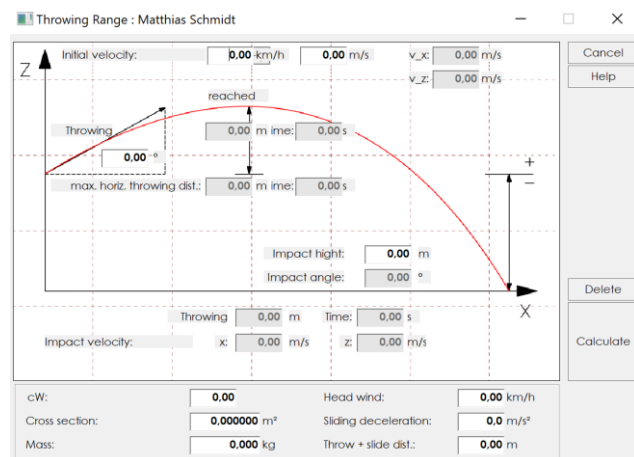 Throwing Range : Matthias Schmidt
Initial velocity: 0,00 km/h 0,00 m/s v_x: 0,00 m/s Cancel
Z v_z: 0,00 m/s Help
reached
Throwing 0,00 m ime: 0,00 s
0,00 °
+
max. horiz. throwing dist.: 0,00 m ime: 0,00 s −
Impact hight: 0,00 m
Impact angle: 0,00 °
Delete
X
Throwing 0,00 m Time: 0,00 s
Impact velocity: x: 0,00 m/s z: 0,00 m/s Calculate
cW: 0,00 Head wind: 0,00 km/h
Cross section: 0,000000 m² Sliding deceleration: 0,0 m/s²
Mass: 0,000 kg Throw + slide dist.: 0,00 m